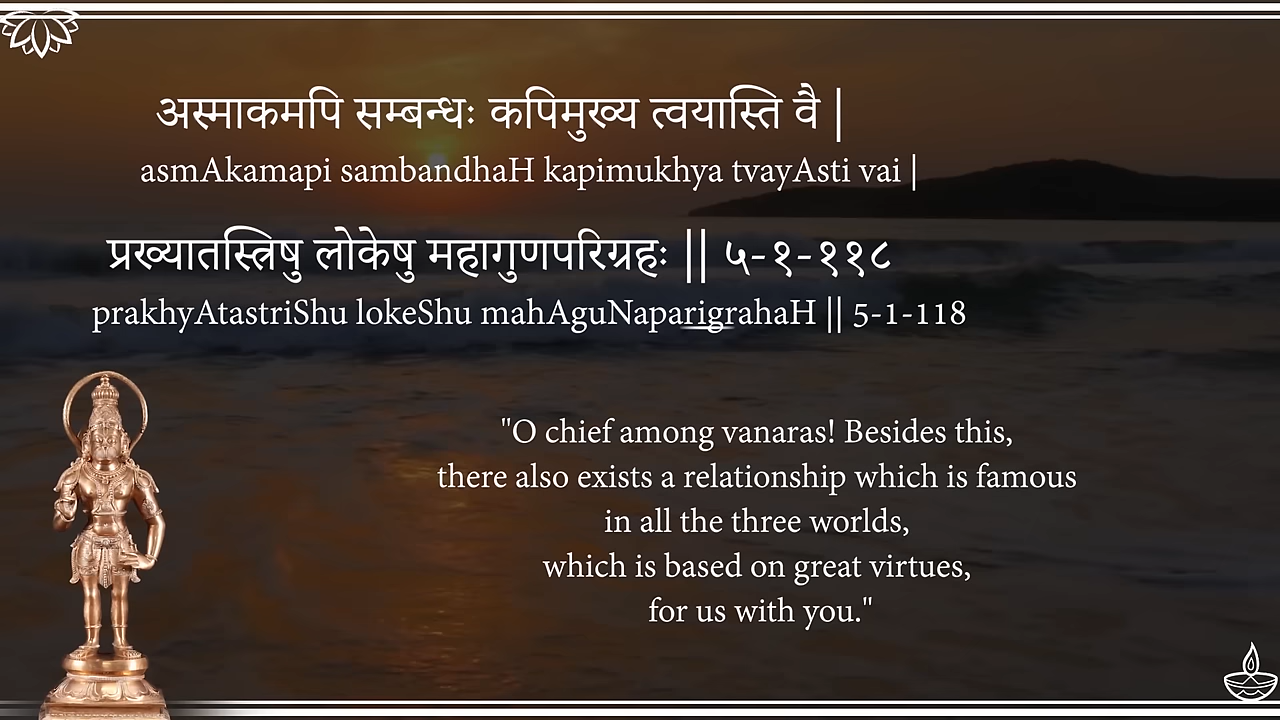 अस्माकमपि सम्बन्धः कपिमुख्य त्वयास्ति वै |
asmAkamapi sambandhaH kapimukhya tvayAsti vai |
प्रख्यातस्त्रिषु लोकेषु महागुणपरिग्रहः || ५-१-११८
prakhyAtastriShu lokeShu mahAguNaparigrahaH || 5-1-118
"O chief among vanaras! Besides this,
there also exists a relationship which is famous
in all the three worlds,
which is based on great virtues,
for us with you."